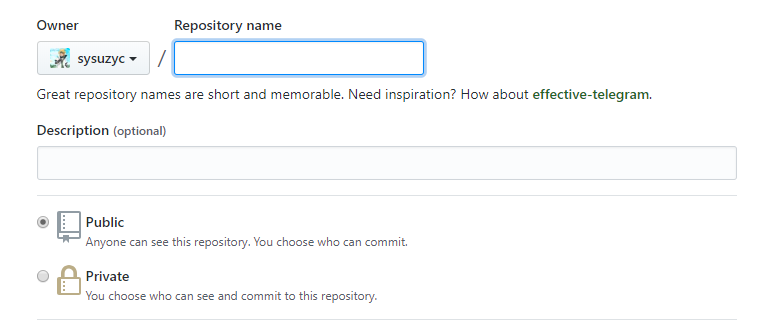 Owner Repository name
sysuzyc /
Great repository names are short and memorable. Need inspiration? How about effective-telegram.
Description (optional)
Public
Anyone can see this repository. You choose who can commit.
Private
You choose who can see and commit to this repository.